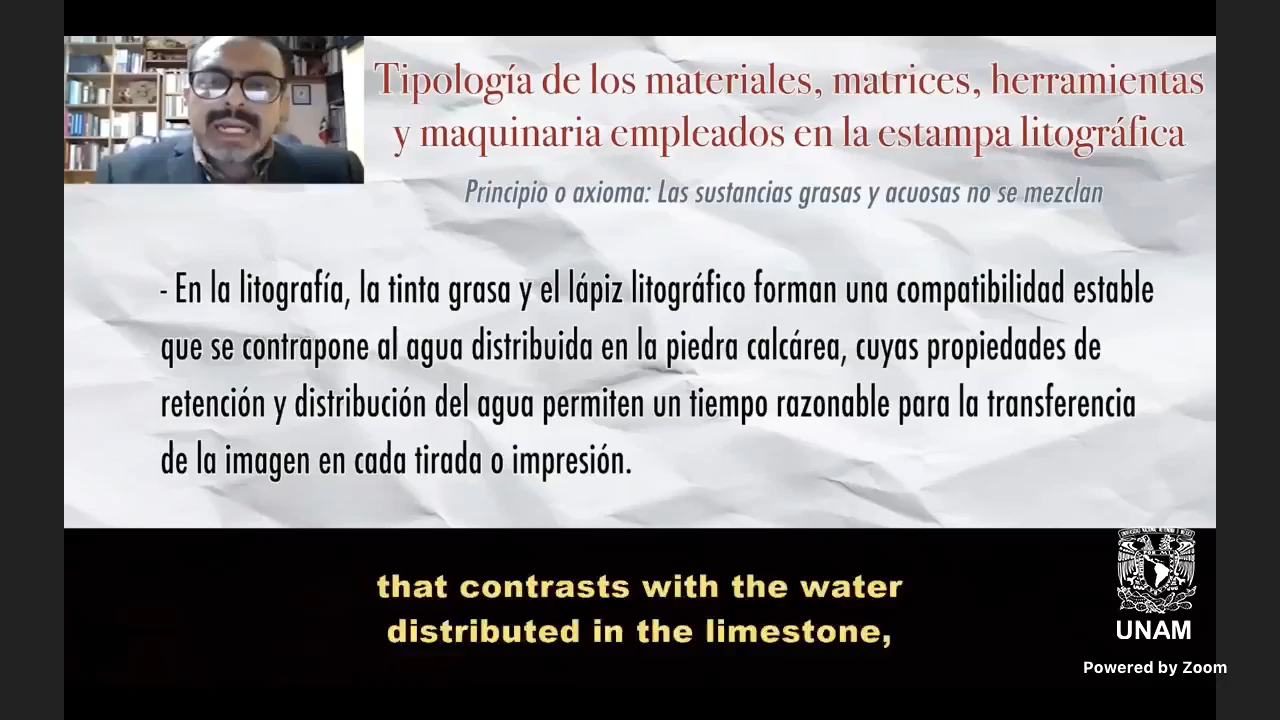 Tipología de los materiales, matrices, herramientas
y maquinaria empleados en la estampa litográfica
Principio o axioma: Las sustancias grasas y acuosas no se mezclan
- En la litografía, la tinta grasa y el lápiz litográfico forman una compatibilidad estable
que se contrapone al agua distribuida en la piedra calcárea, cuyas propiedades de
retención y distribución del agua permiten un tiempo razonable para la transferencia
de la imagen en cada tirada o impresión.
that contrasts with the water
distributed in the limestone,
UNAM
Powered by Zoom